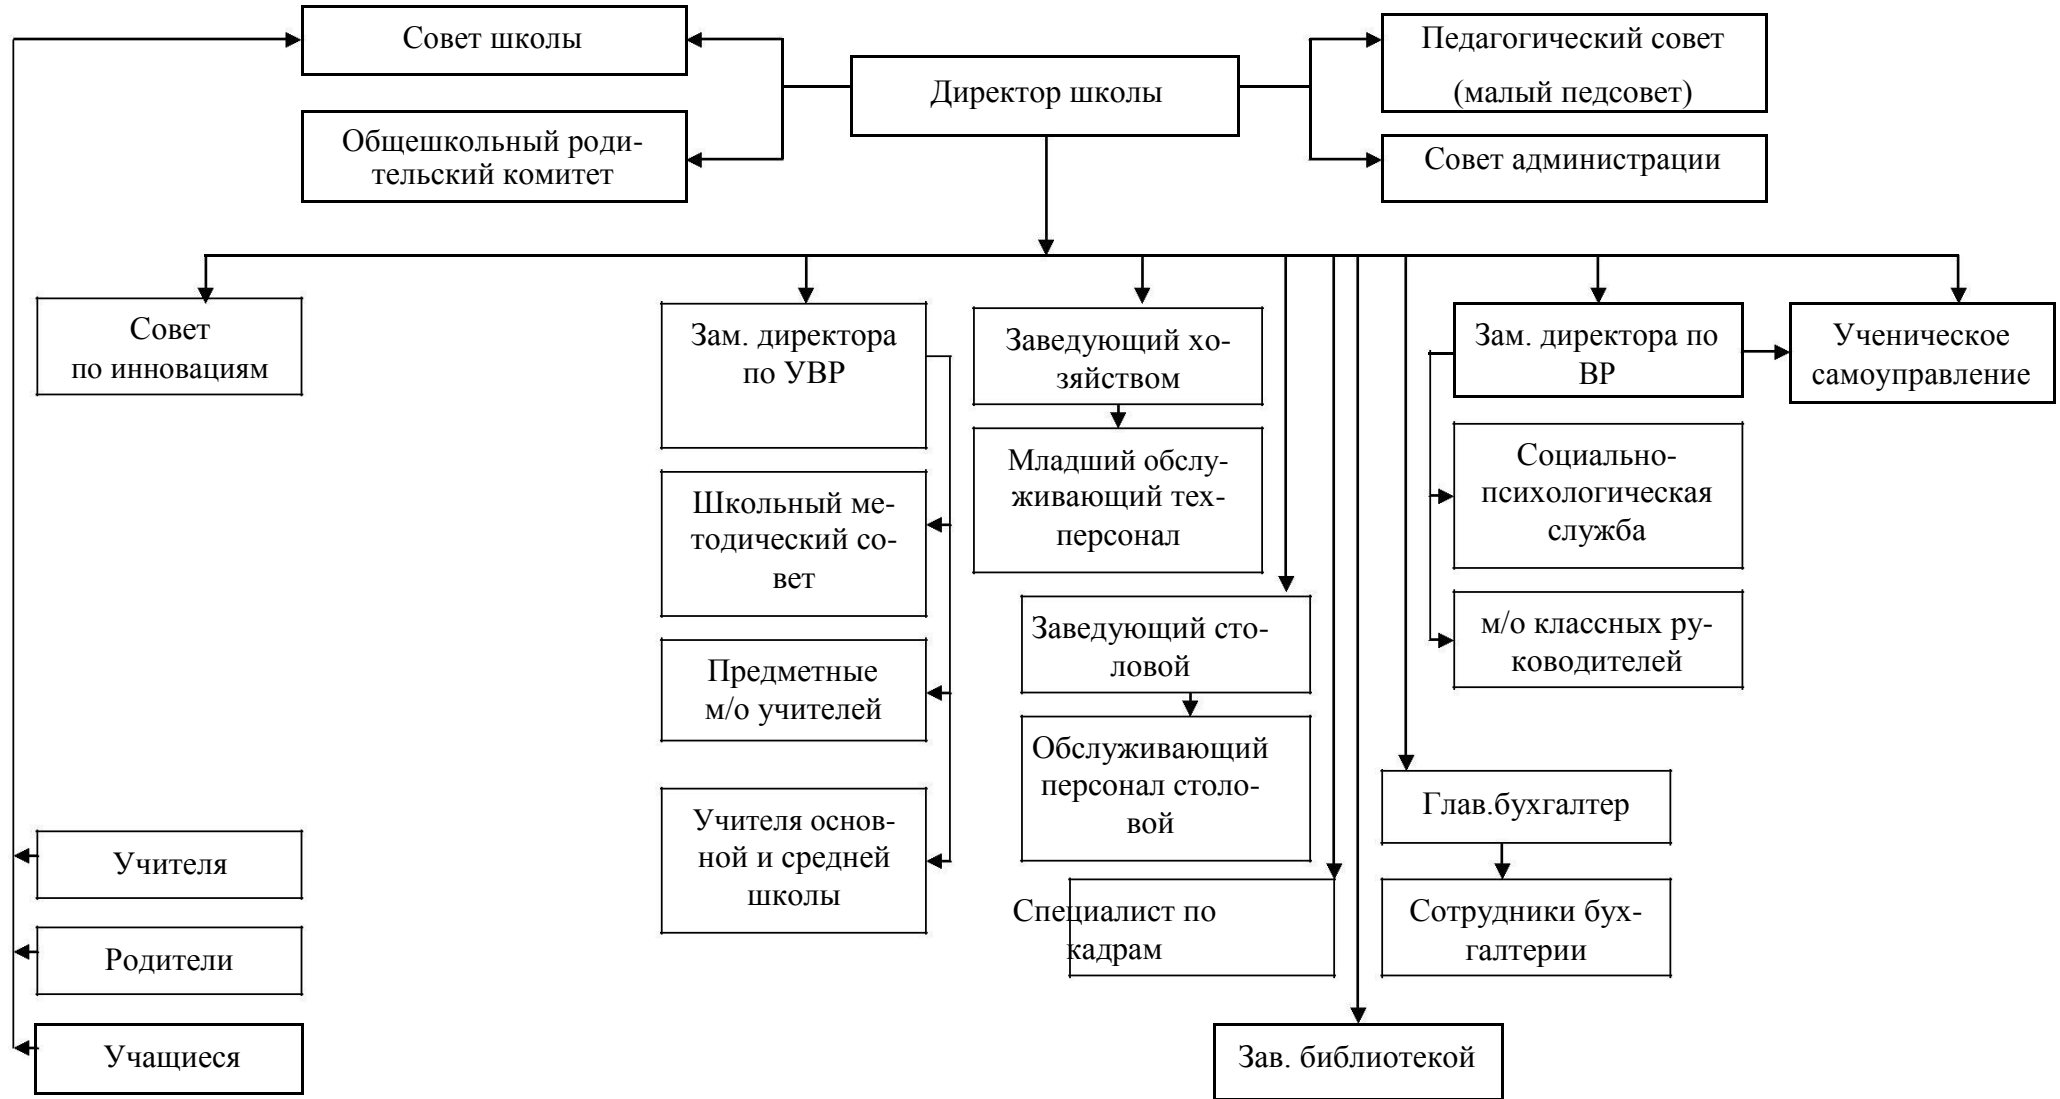 Совет школы
Общешкольный роди-
тельский комитет
Директор школы
Педагогический совет
(малый педсовет)
Совет администрации
Совет
по инновациям
Зам. директора
по УВР
Заведующий хо-
зяйством
Зам. директора по
ВР
Ученическое
самоуправление
Школьный ме-
тодический со-
вет
Младший обслу-
живающий тех-
персонал
Социально-
психологическая
служба
Предметные
м/о учителей
Заведующий сто-
ловой
м/о классных ру-
ководителей
Учителя основ-
ной и средней
школы
Обслуживающий
персонал столо-
вой
Глав.бухгалтер
Специалист по
кадрам
Сотрудники бух-
галтерии
Учителя
Родители
Учащиеся
Зав. библиотекой